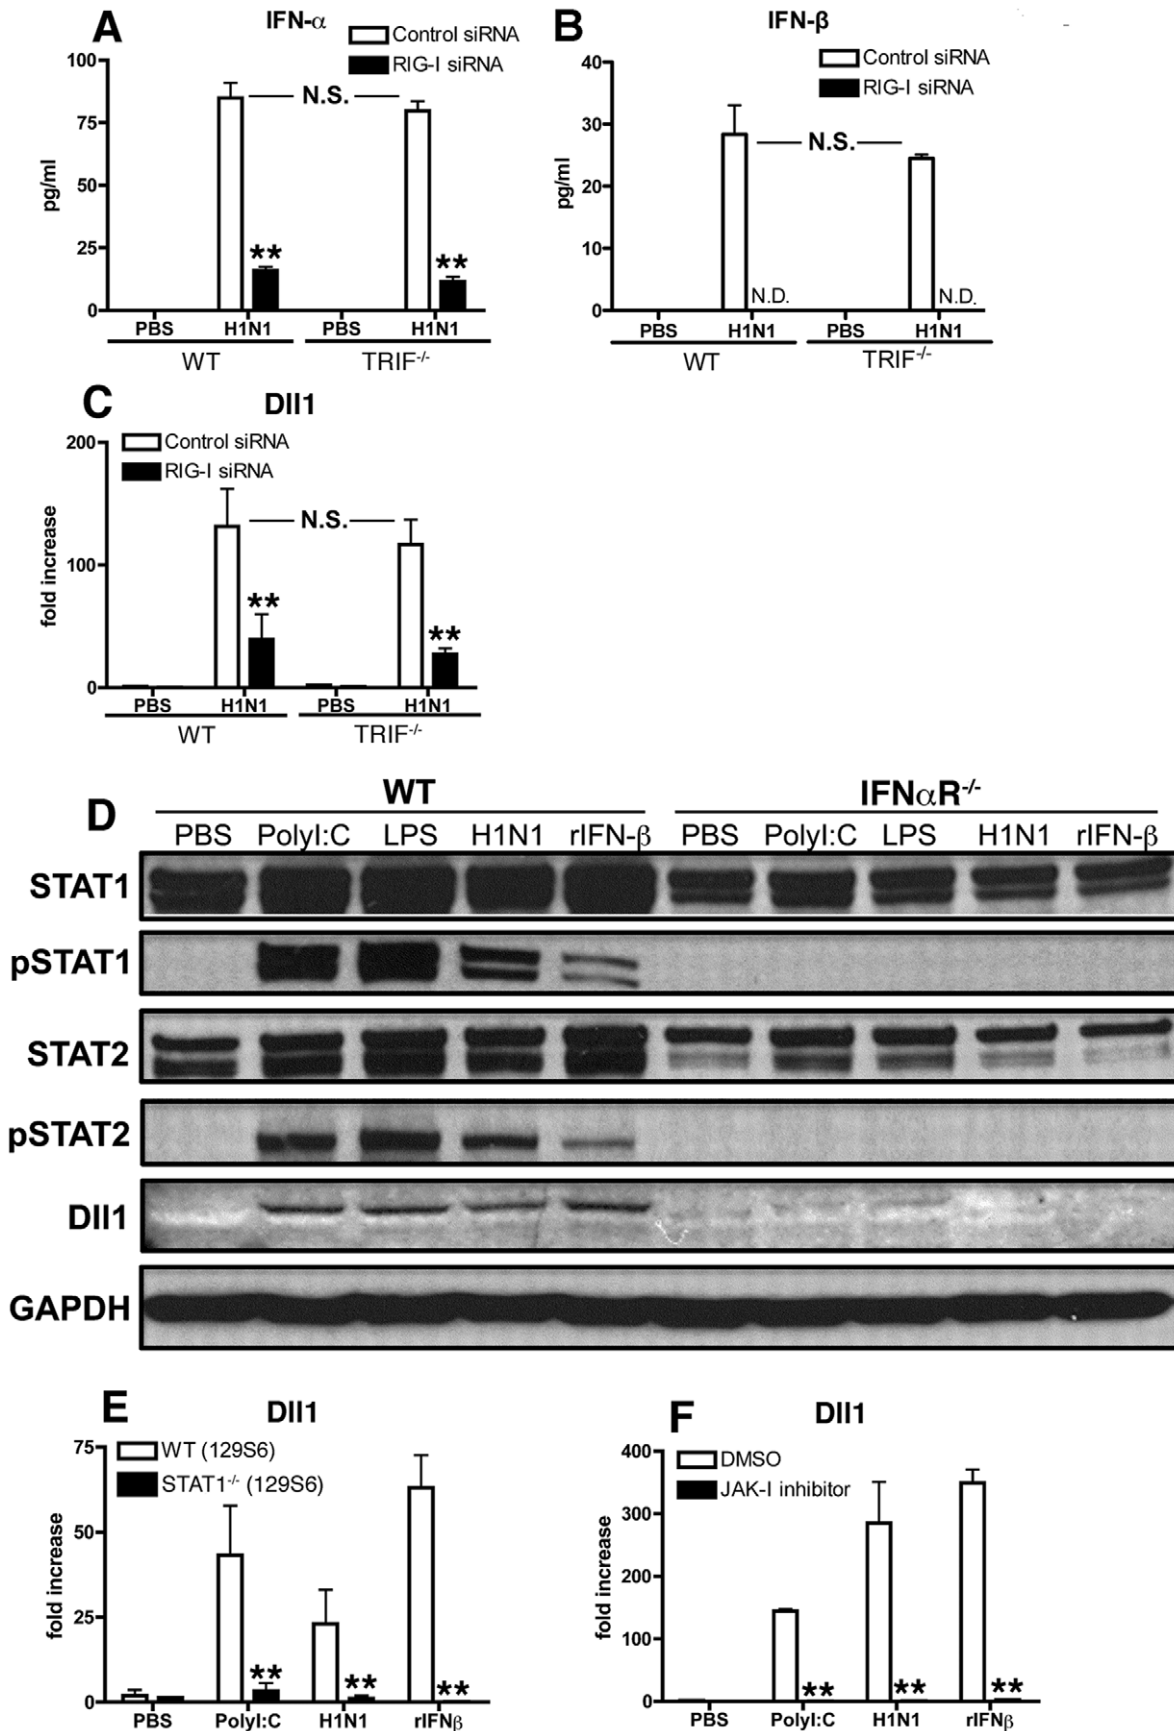 A
IFN-α
Control siRNA
RIG-I siRNA
100
75
50
25
0
pg/ml
N.S.
**
**
PBS
H1N1
PBS
H1N1
WT
TRIF-/-
B
IFN-β
Control siRNA
RIG-I siRNA
40
30
20
10
0
pg/ml
N.S.
N.D.
N.D.
PBS
H1N1
PBS
H1N1
WT
TRIF-/-
C
Dll1
Control siRNA
RIG-I siRNA
200
100
0
fold increase
N.S.
**
**
PBS
H1N1
PBS
H1N1
WT
TRIF-/-
D
WT
IFNαR-/-
PBS PolyI:C LPS H1N1 rIFN-β PBS PolyI:C LPS H1N1 rIFN-β
STAT1
pSTAT1
STAT2
pSTAT2
Dll1
GAPDH
E
Dll1
WT (129S6)
STAT1-/- (129S6)
75
50
25
0
fold increase
**
**
**
PBS PolyI:C H1N1 rIFNβ
F
Dll1
DMSO
JAK-I inhibitor
400
300
200
100
0
fold increase
**
**
**
PBS PolyI:C H1N1 rIFNβ